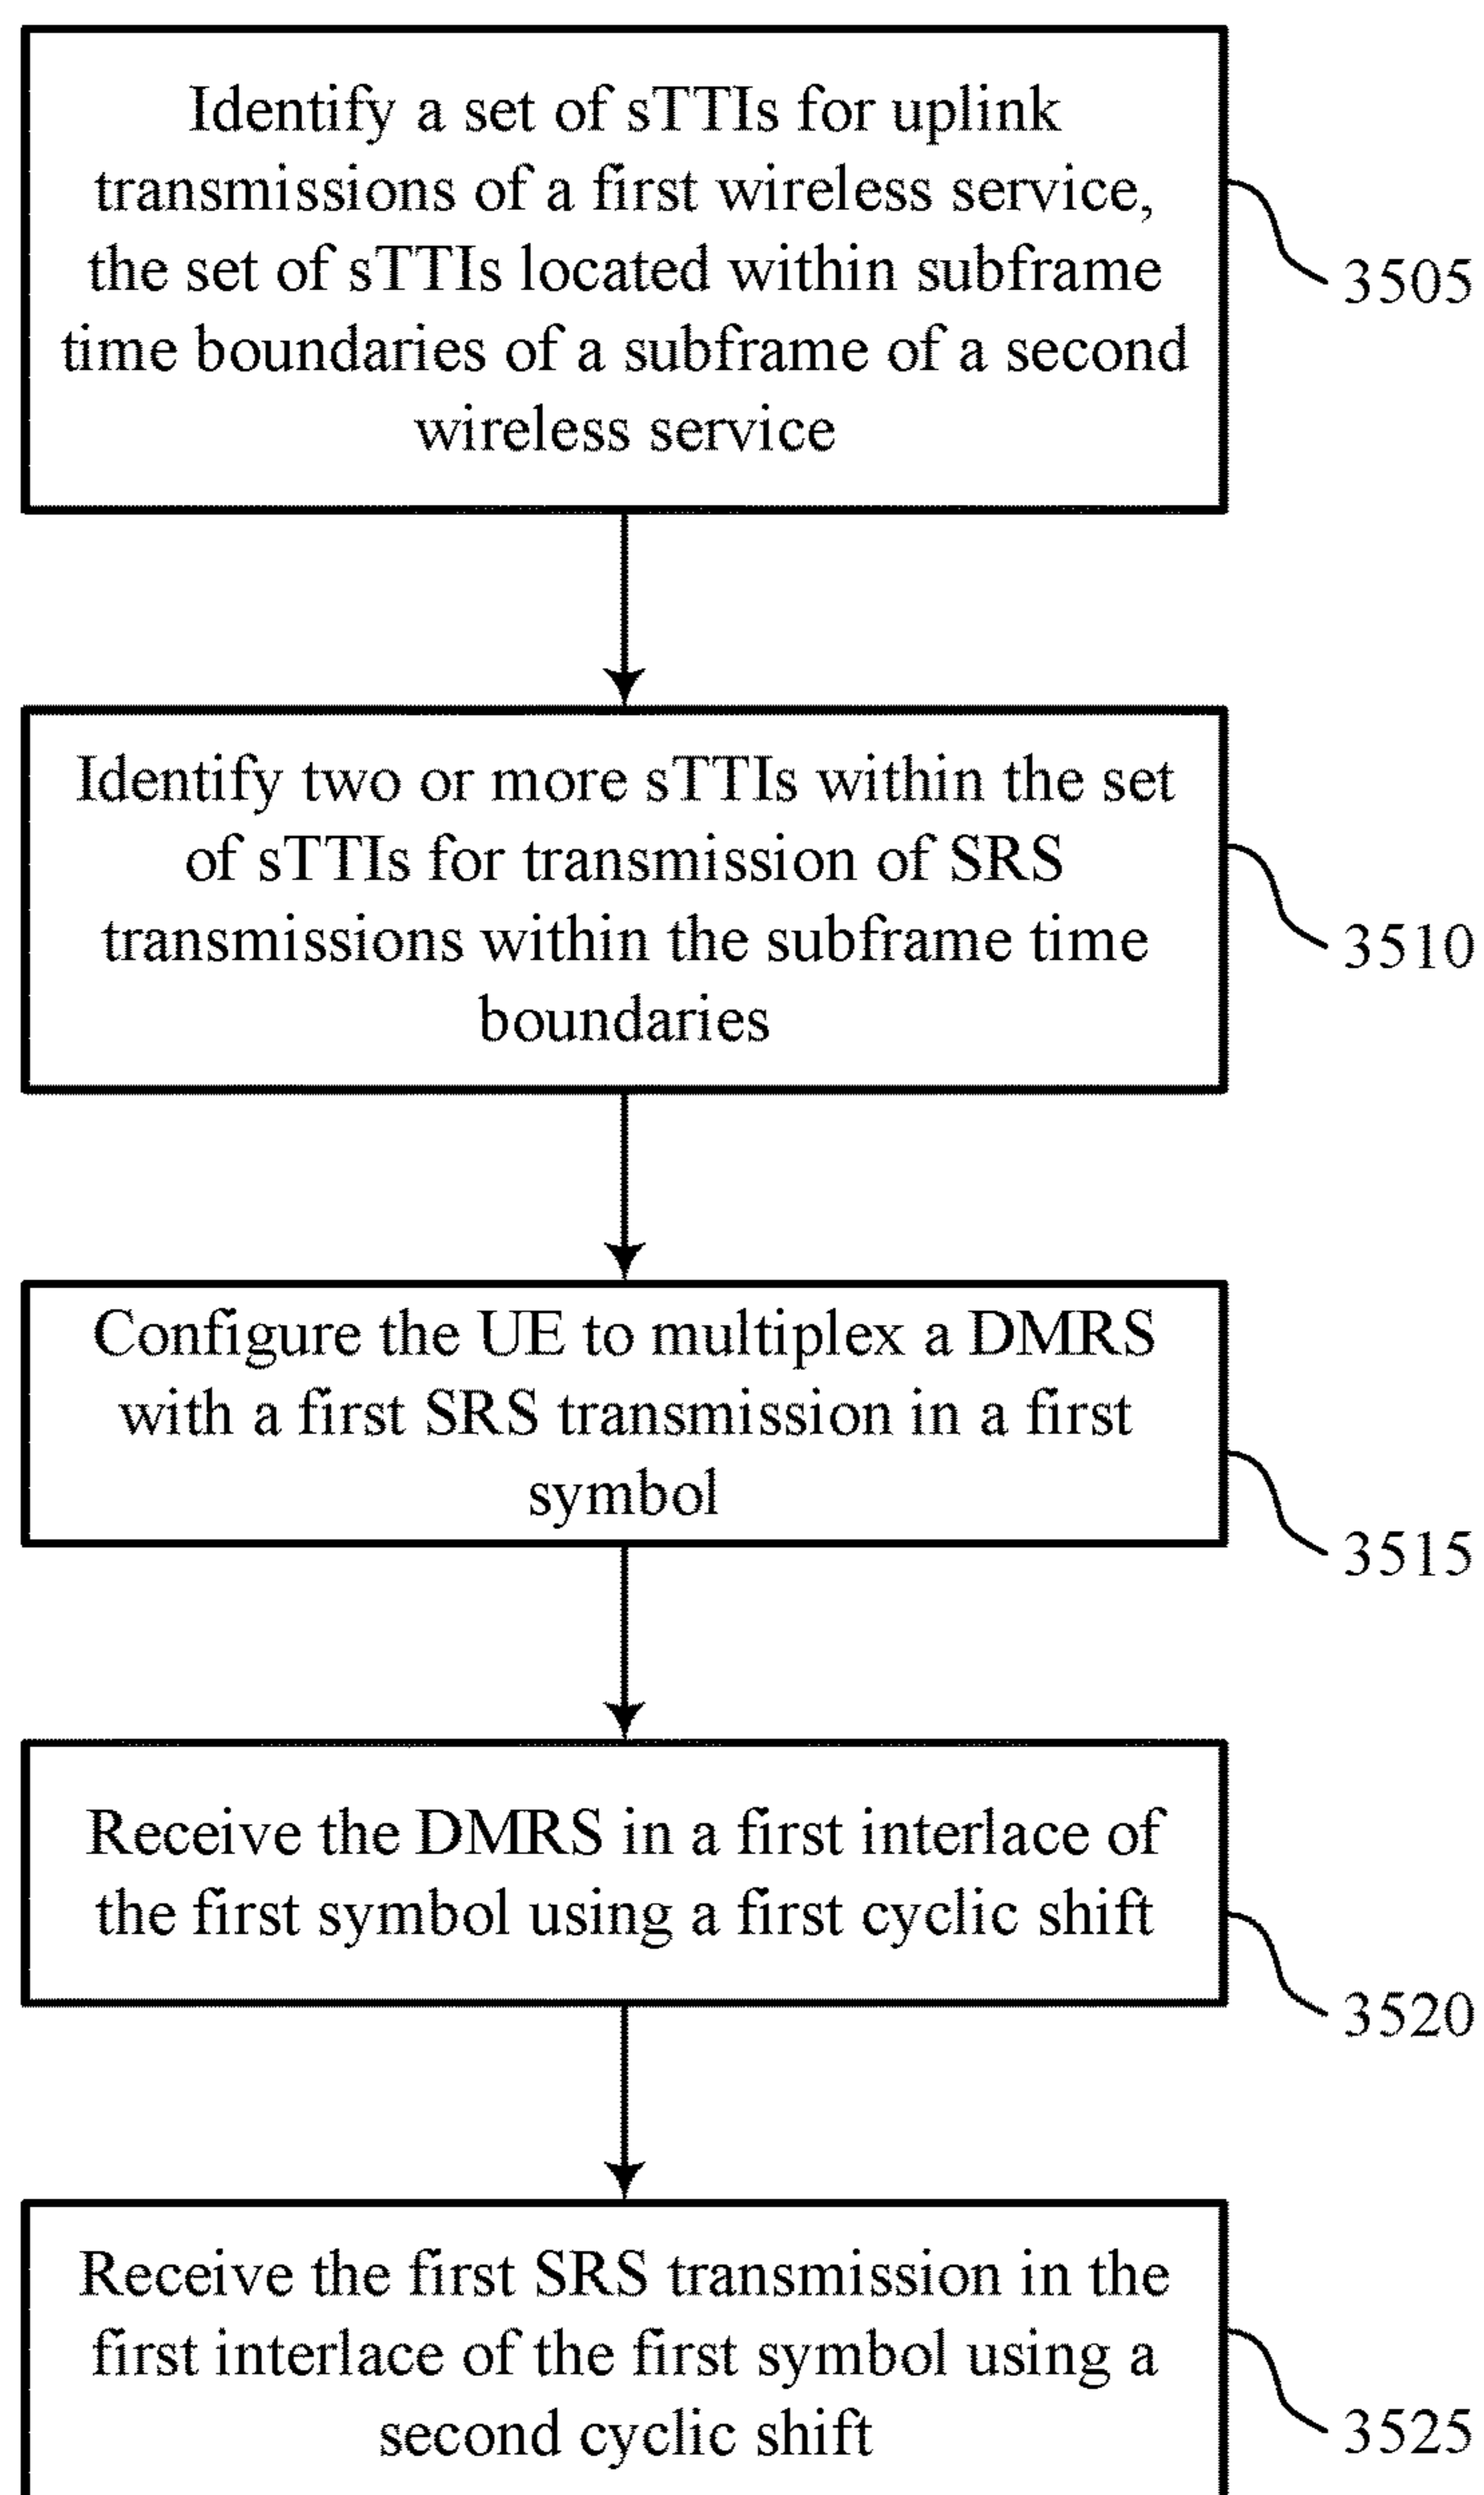 Identify a set of sTTIs for uplink
transmissions of a first wireless service,
the set of sTTIs located within subframe
time boundaries of a subframe of a second
wireless service
3505
Identify two or more sTTIs within the set
of sTTIs for transmission of SRS
transmissions within the subframe time
boundaries
3510
Configure the UE to multiplex a DMRS
with a first SRS transmission in a first
symbol
3515
Receive the DMRS in a first interlace of
the first symbol using a first cyclic shift
3520
Receive the first SRS transmission in the
first interlace of the first symbol using a
second cyclic shift
3525